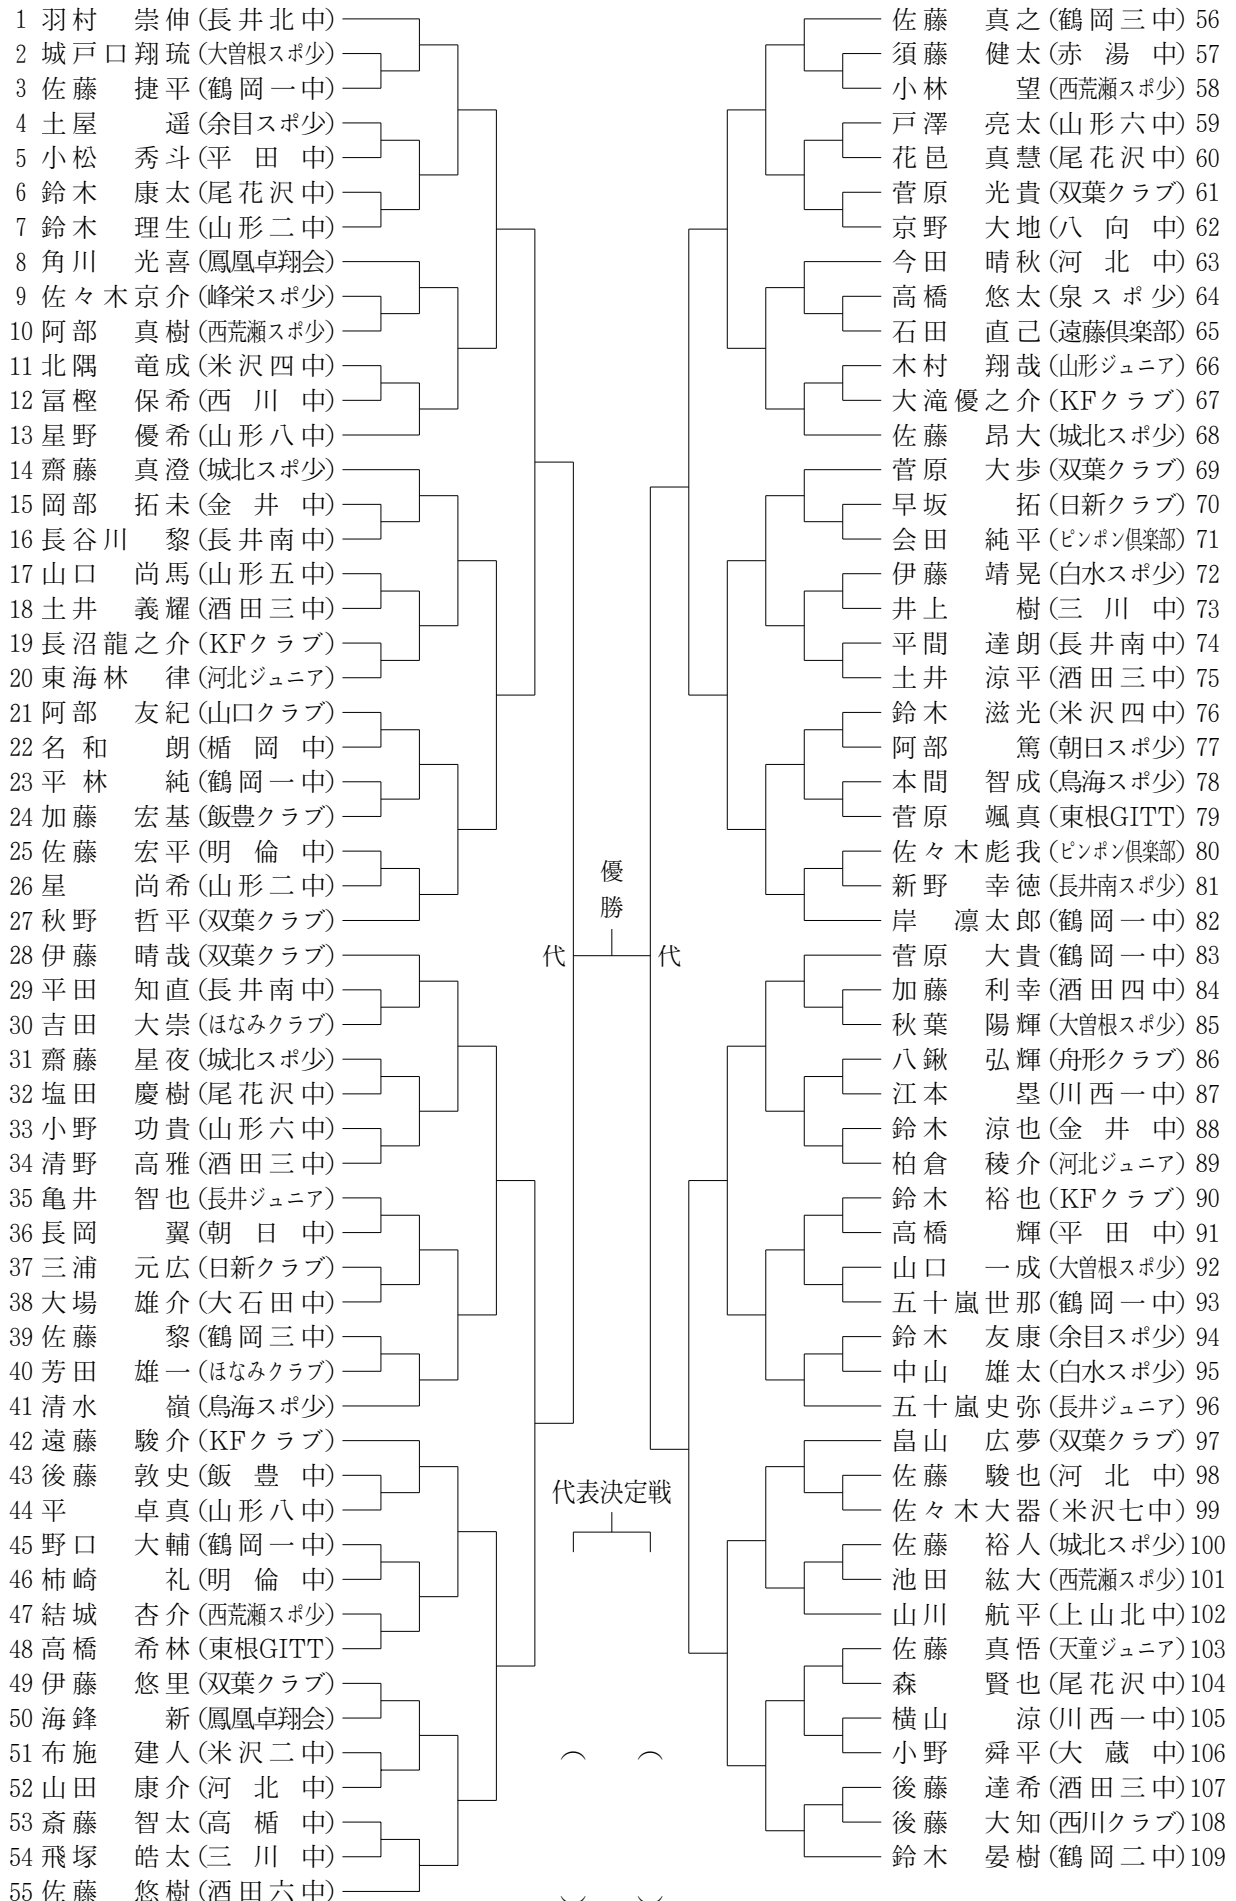 1 羽村 崇伸 (長井北中)
2 城戸口翔琉 (大曽根スポ少)
3 佐藤 捷平 (鶴岡一中)
4 土屋 遥 (余目スポ少)
5 小松 秀斗 (平田中)
6 鈴木 康太 (尾花沢中)
7 鈴木 理生 (山形二中)
8 角川 光喜 (鳳凰卓翔会)
9 佐々木京介 (峰栄スポ少)
10 阿部 真樹 (西荒瀬スポ少)
11 北隅 竜成 (米沢四中)
12 冨樫 保希 (西川中)
13 星野 優希 (山形八中)
14 齋藤 真澄 (城北スポ少)
15 岡部 拓未 (金井中)
16 長谷川 黎 (長井南中)
17 山口 尚馬 (山形五中)
18 土井 義耀 (酒田三中)
19 長沼龍之介 (KFクラブ)
20 東海林 律 (河北ジュニア)
21 阿部 友紀 (山口クラブ)
22 名和 朗 (楯岡中)
23 平林 純 (鶴岡一中)
24 加藤 宏基 (飯豊クラブ)
25 佐藤 宏平 (明倫中)
26 星 尚希 (山形二中)
27 秋野 哲平 (双葉クラブ)
28 伊藤 晴哉 (双葉クラブ)
29 平田 知直 (長井南中)
30 吉田 大崇 (ほなみクラブ)
31 齋藤 星夜 (城北スポ少)
32 塩田 慶樹 (尾花沢中)
33 小野 功貴 (山形六中)
34 清野 高雅 (酒田三中)
35 亀井 智也 (長井ジュニア)
36 長岡 翼 (朝日中)
37 三浦 元広 (日新クラブ)
38 大場 雄介 (大石田中)
39 佐藤 黎 (鶴岡三中)
40 芳田 雄一 (ほなみクラブ)
41 清水 嶺 (鳥海スポ少)
42 遠藤 駿介 (KFクラブ)
43 後藤 敦史 (飯豊中)
44 平 卓真 (山形八中)
45 野口 大輔 (鶴岡一中)
46 柿崎 礼 (明倫中)
47 結城 杏介 (西荒瀬スポ少)
48 高橋 希林 (東根GITT)
49 伊藤 悠里 (双葉クラブ)
50 海鋒 新 (鳳凰卓翔会)
51 布施 建人 (米沢二中)
52 山田 康介 (河北中)
53 斎藤 智太 (高楯中)
54 飛塚 皓太 (三川中)
55 佐藤 悠樹 (酒田六中)
優勝
代 代
代表決定戦
佐藤 真之 (鶴岡三中) 56
須藤 健太 (赤湯中) 57
小林 望 (西荒瀬スポ少) 58
戸澤 亮太 (山形六中) 59
花邑 真慧 (尾花沢中) 60
菅原 光貴 (双葉クラブ) 61
京野 大地 (八向中) 62
今田 晴秋 (河北中) 63
高橋 悠太 (泉スポ少) 64
石田 直己 (遠藤倶楽部) 65
木村 翔哉 (山形ジュニア) 66
大滝優之介 (KFクラブ) 67
佐藤 昂大 (城北スポ少) 68
菅原 大歩 (双葉クラブ) 69
早坂 拓 (日新クラブ) 70
会田 純平 (ピンポン倶楽部) 71
伊藤 靖晃 (白水スポ少) 72
井上 樹 (三川中) 73
平間 達朗 (長井南中) 74
土井 涼平 (酒田三中) 75
鈴木 滋光 (米沢四中) 76
阿部 篤 (朝日スポ少) 77
本間 智成 (鳥海スポ少) 78
菅原 颯真 (東根GITT) 79
佐々木彪我 (ピンポン倶楽部) 80
新野 幸徳 (長井南スポ少) 81
岸 凛太郎 (鶴岡一中) 82
菅原 大貴 (鶴岡一中) 83
加藤 利幸 (酒田四中) 84
秋葉 陽輝 (大曽根スポ少) 85
八鍬 弘輝 (舟形クラブ) 86
江本 塁 (川西一中) 87
鈴木 涼也 (金井中) 88
柏倉 稜介 (河北ジュニア) 89
鈴木 裕也 (KFクラブ) 90
高橋 輝 (平田中) 91
山口 一成 (大曽根スポ少) 92
五十嵐世那 (鶴岡一中) 93
鈴木 友康 (余目スポ少) 94
中山 雄太 (白水スポ少) 95
五十嵐史弥 (長井ジュニア) 96
畠山 広夢 (双葉クラブ) 97
佐藤 駿也 (河北中) 98
佐々木大器 (米沢七中) 99
佐藤 裕人 (城北スポ少) 100
池田 紘大 (西荒瀬スポ少) 101
山川 航平 (上山北中) 102
佐藤 真悟 (天童ジュニア) 103
森 賢也 (尾花沢中) 104
横山 涼 (川西一中) 105
小野 舜平 (大蔵中) 106
後藤 達希 (酒田三中) 107
後藤 大知 (西川クラブ) 108
鈴木 晏樹 (鶴岡二中) 109